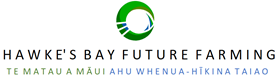 HAWKE'S BAY FUTURE FARMING
TE MATAU A MĀUI AHU WHENUA-HĪKINA TAIAO